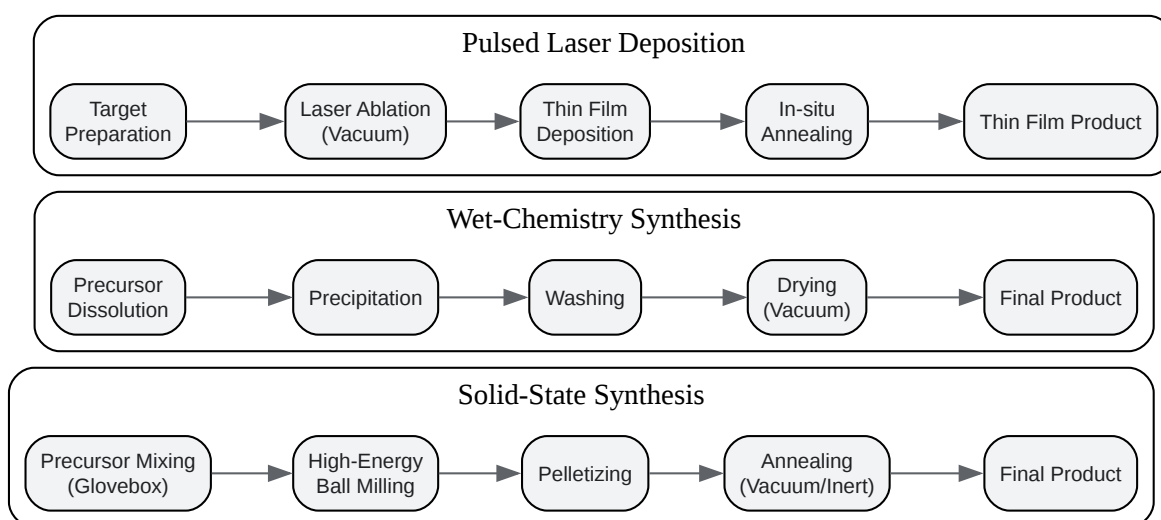 Pulsed Laser Deposition
Target
Preparation
Laser Ablation
(Vacuum)
Thin Film
Deposition
In-situ
Annealing
Thin Film Product
Wet-Chemistry Synthesis
Precursor
Dissolution
Precipitation
Washing
Drying
(Vacuum)
Final Product
Solid-State Synthesis
Precursor Mixing
(Glovebox)
High-Energy
Ball Milling
Pelletizing
Annealing
(Vacuum/Inert)
Final Product